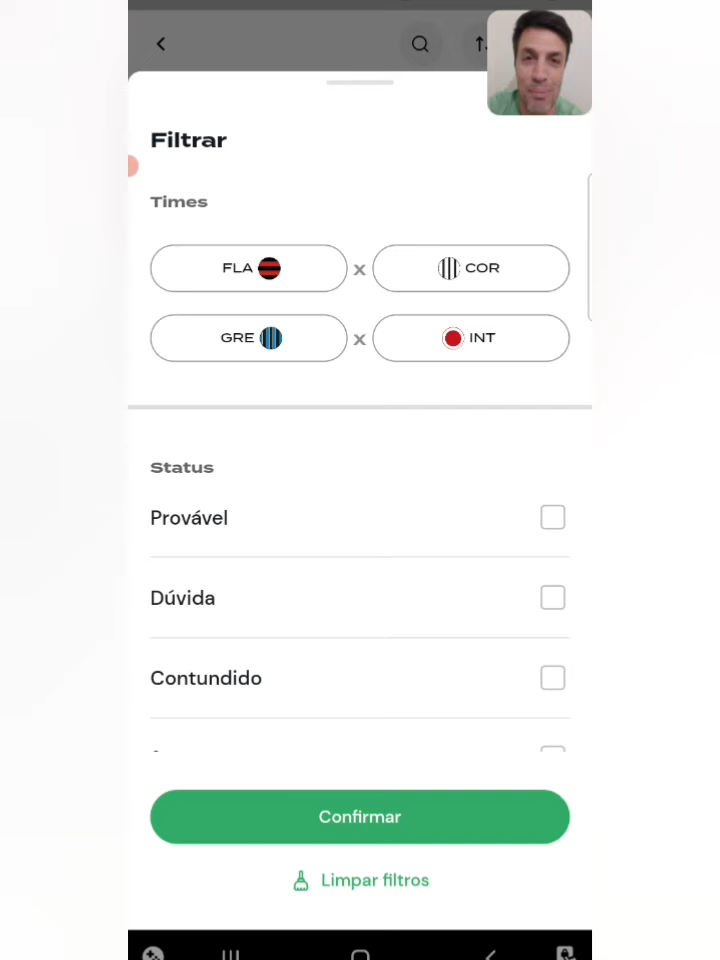 Filtrar
Times
FLA x COR
GRE x INT
Status
Provável
Dúvida
Contundido
Confirmar
Limpar filtros